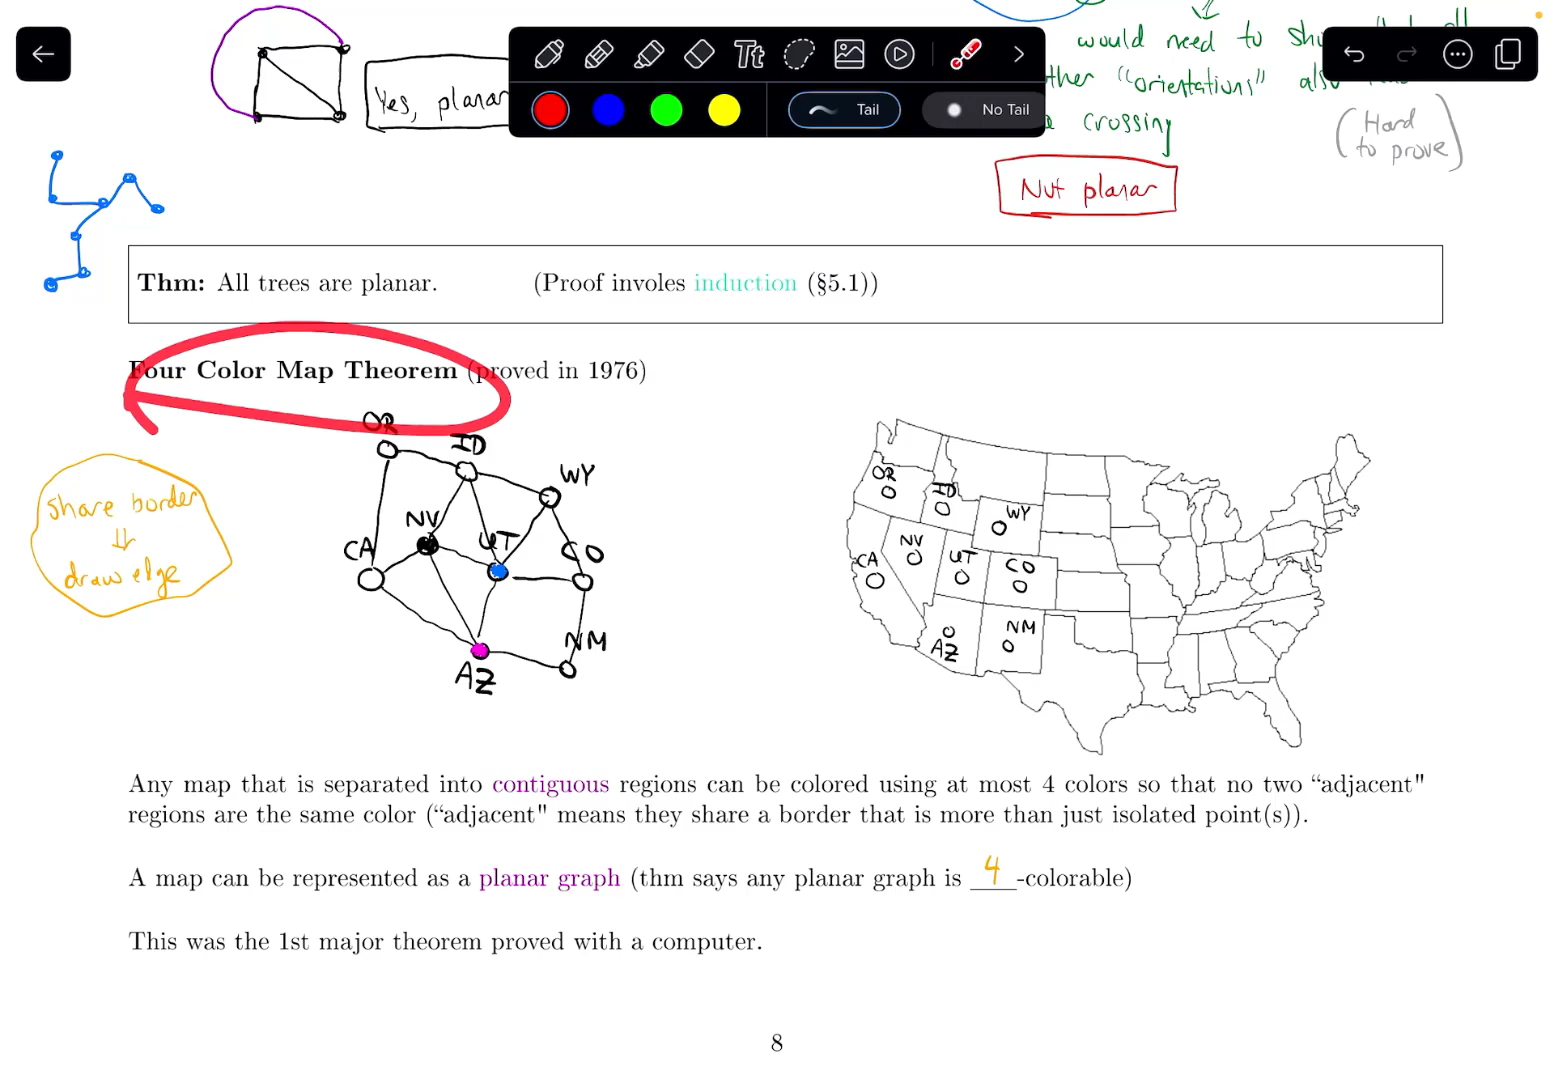 Yes, planar
would need to
"orientations"
crossing
(Hard
to prove)
Not planar
Tt
Tail
No Tail
Thm: All trees are planar. (Proof involes induction (§5.1))
Four Color Map Theorem (proved in 1976)
share border
⇓
draw edge
OR
ID
WY
NV
UT
CA
CO
NM
AZ
OR
ID
WY
NV
CA
UT
CO
AZ
NM
Any map that is separated into contiguous regions can be colored using at most 4 colors so that no two “adjacent"
regions are the same color (“adjacent" means they share a border that is more than just isolated point(s)).
A map can be represented as a planar graph (thm says any planar graph is 4-colorable)
This was the 1st major theorem proved with a computer.
8